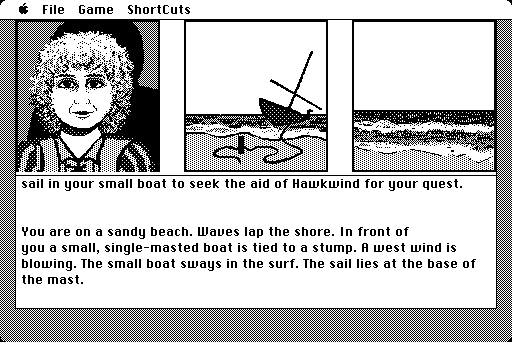 File Game ShortCuts
sail in your small boat to seek the aid of Hawkwind for your quest.
You are on a sandy beach. Waves lap the shore. In front of
you a small, single-masted boat is tied to a stump. A west wind is
blowing. The small boat sways in the surf. The sail lies at the base of
the mast.